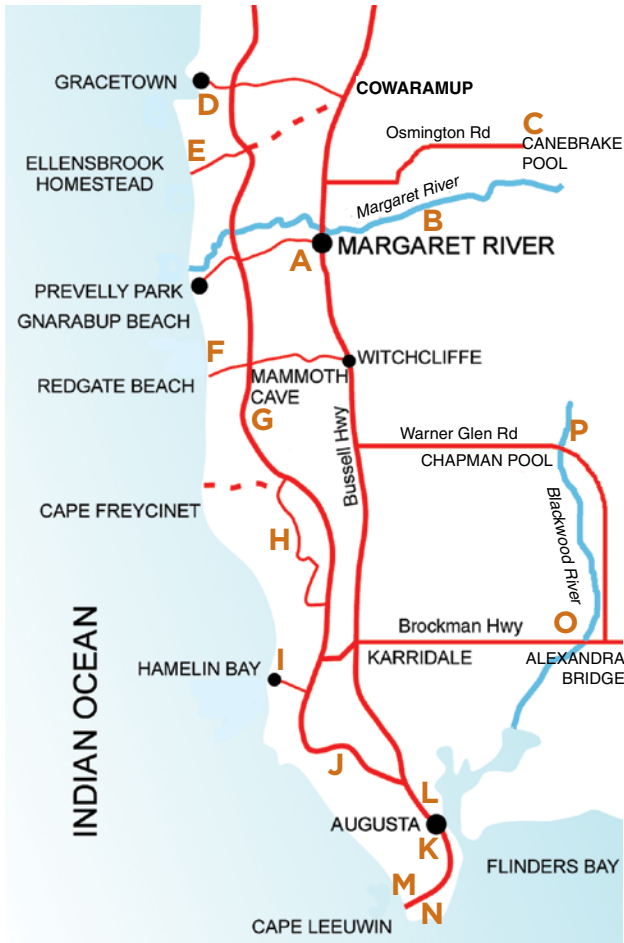 GRACETOWN
D
COWARAMUP
Osmington Rd
C
CANEBRAKE
POOL
E
ELLENSBROOK
HOMESTEAD
Margaret River
B
A
MARGARET RIVER
PREVELLY PARK
GNARABUP BEACH
F
WITCHCLIFFE
REDGATE BEACH
MAMMOTH
CAVE
G
Bussell Hwy
Warner Glen Rd
P
CHAPMAN POOL
CAPE FREYCINET
H
Blackwood River
O
Brockman Hwy
I
HAMELIN BAY
KARRIDALE
ALEXANDRA
BRIDGE
INDIAN OCEAN
J
L
AUGUSTA
K
FLINDERS BAY
M
N
CAPE LEEUWIN